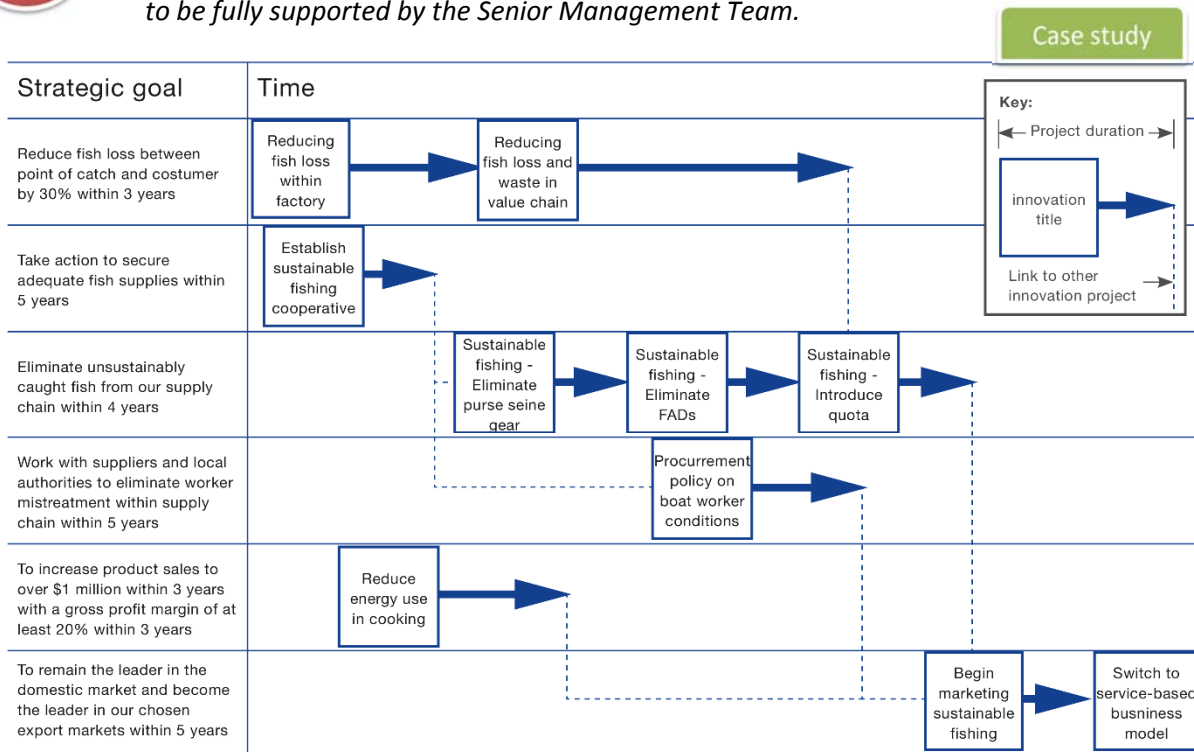 to be fully supported by the Senior Management Team.
Case study
Strategic goal
Time
Key:
Project duration
innovation
title
Link to other
innovation project
Reduce fish loss between
point of catch and costumer
by 30% within 3 years
Reducing
fish loss
within
factory
Reducing
fish loss and
waste in
value chain
Take action to secure
adequate fish supplies within
5 years
Establish
sustainable
fishing
cooperative
Eliminate unsustainably
caught fish from our supply
chain within 4 years
Sustainable
fishing -
Eliminate
purse seine
gear
Sustainable
fishing -
Eliminate
FADs
Sustainable
fishing -
Introduce
quota
Work with suppliers and local
authorities to eliminate worker
mistreatment within supply
chain within 5 years
Procurrement
policy on
boat worker
conditions
To increase product sales to
over $1 million within 3 years
with a gross profit margin of at
least 20% within 3 years
Reduce
energy use
in cooking
To remain the leader in the
domestic market and become
the leader in our chosen
export markets within 5 years
Begin
marketing
sustainable
fishing
Switch to
service-based
busniness
model